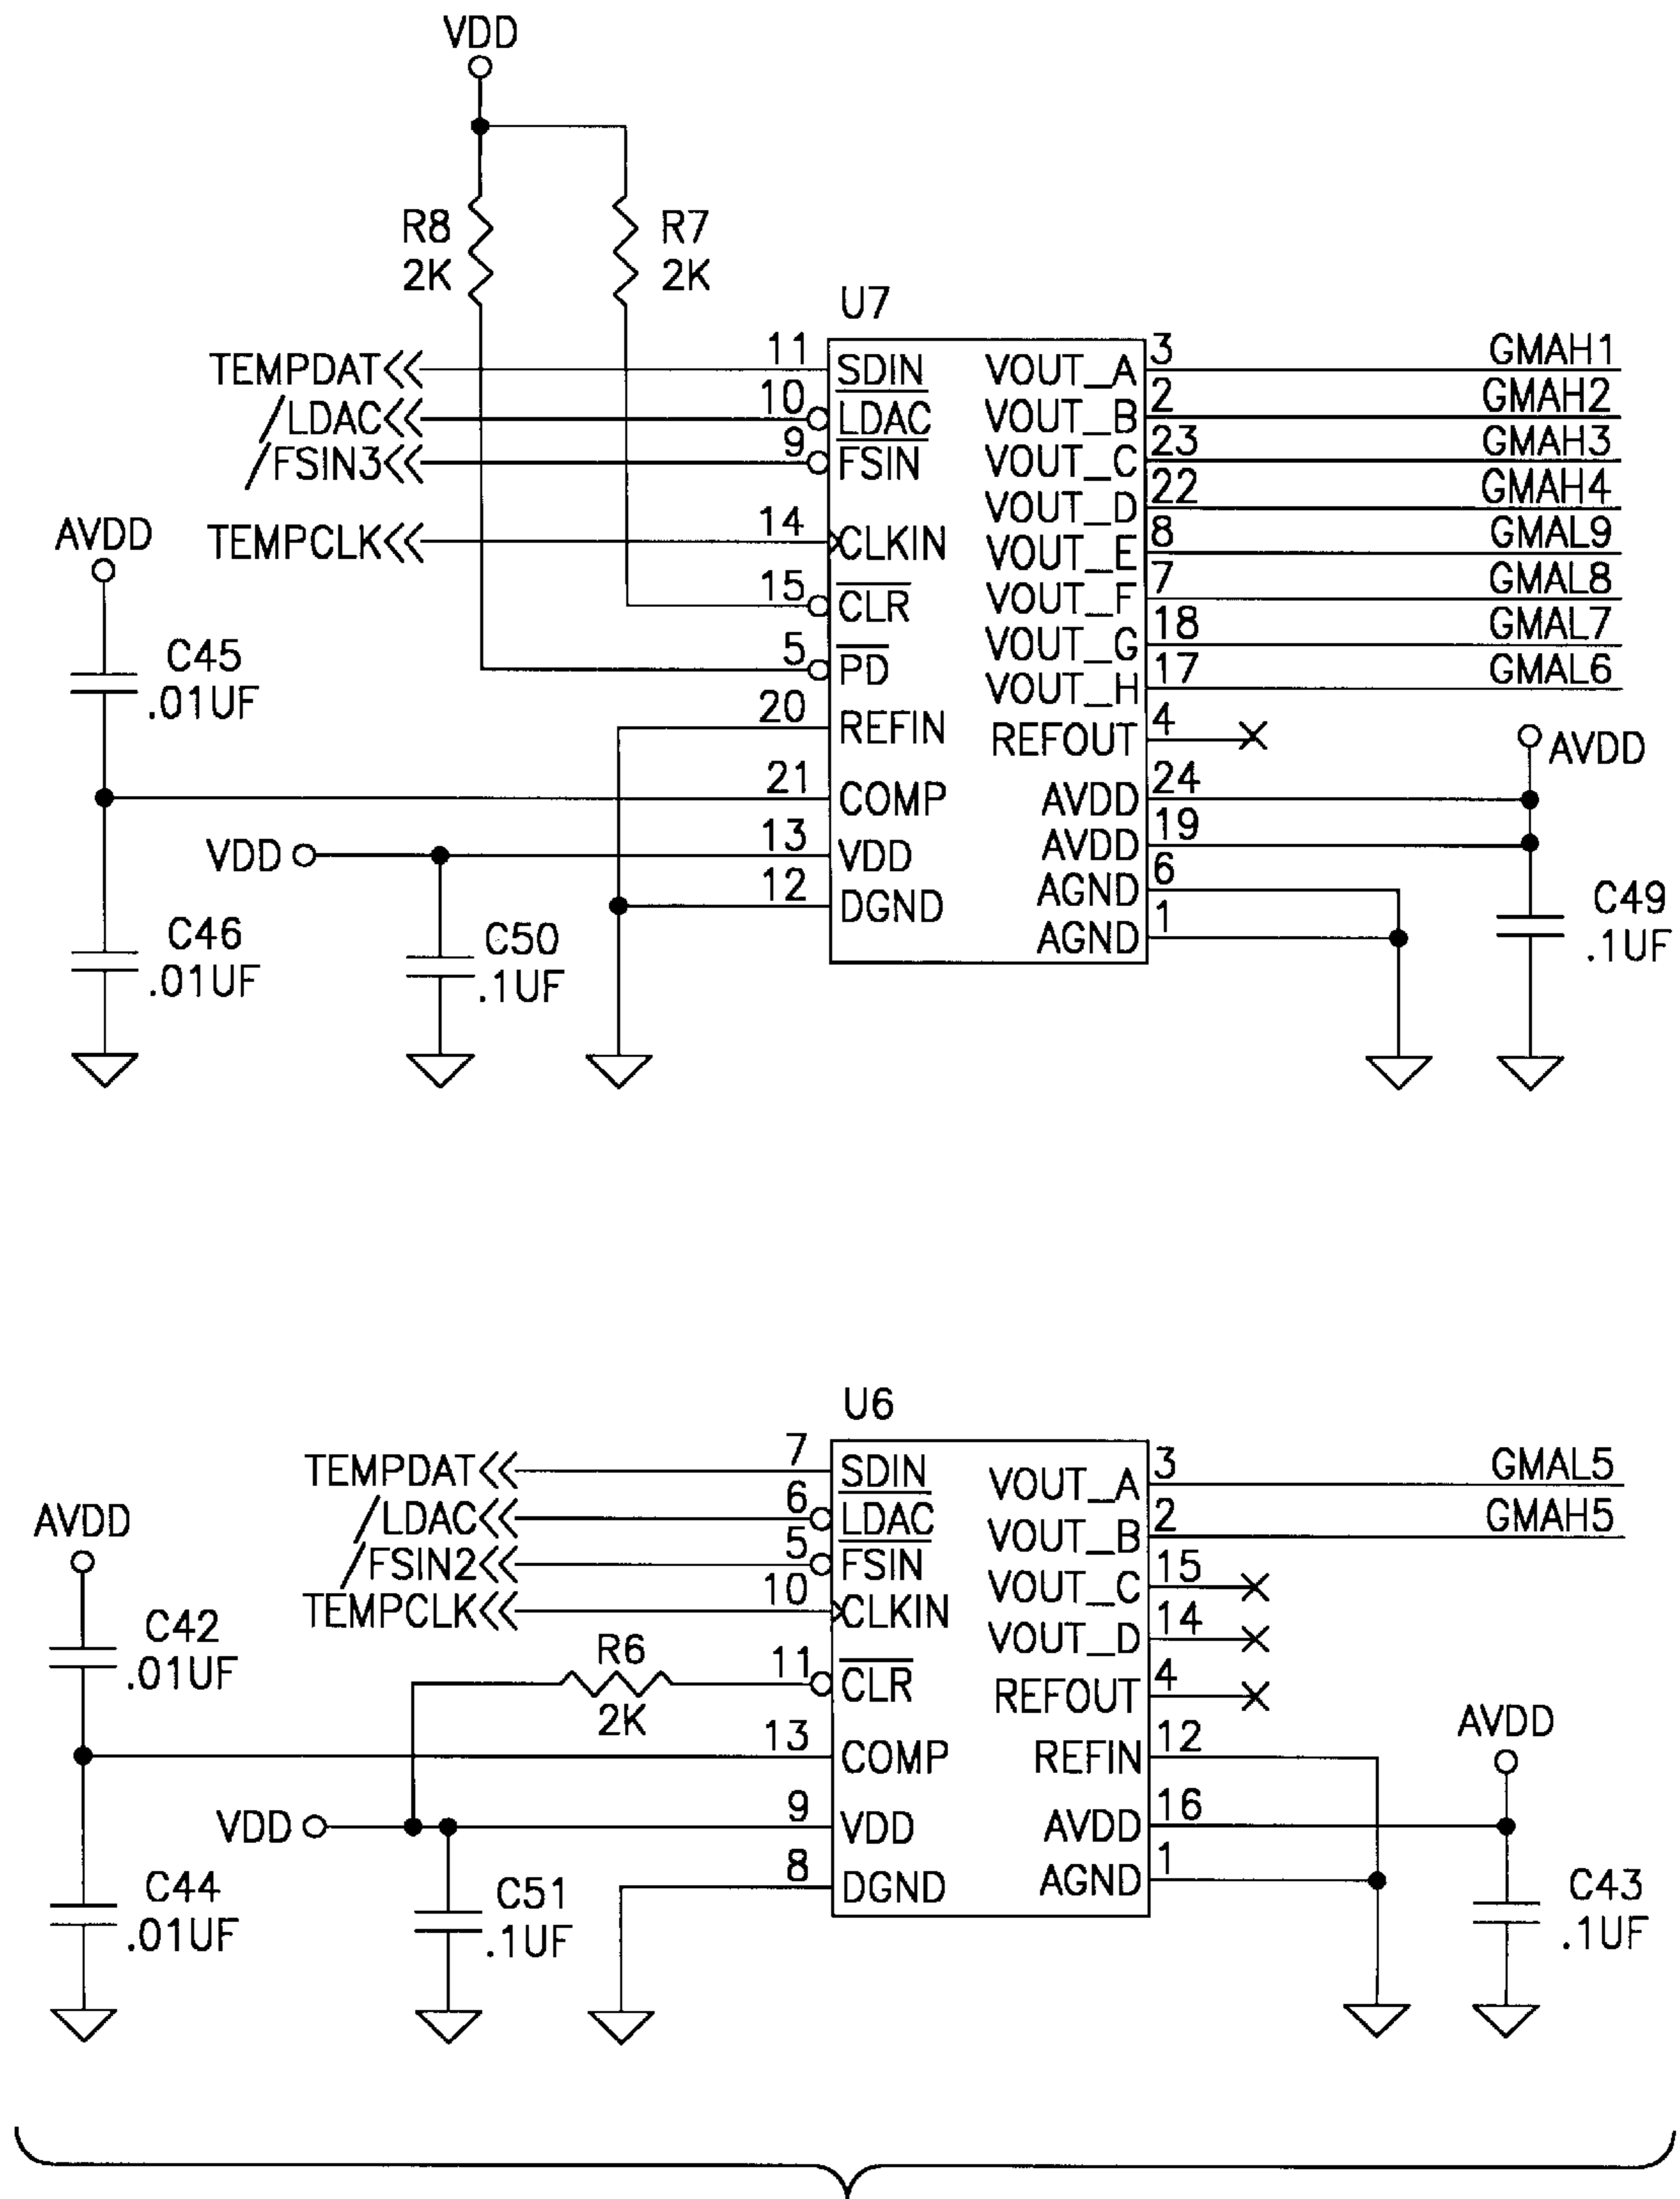 VDD
R8
2K
R7
2K
U7
TEMPDAT
/LDAC
/FSIN3
TEMPCLK
11
10
9
14
15
5
20
21
13
12
SDIN
LDAC
FSIN
CLKIN
CLR
PD
REFIN
COMP
VDD
DGND
VOUT_A
VOUT_B
VOUT_C
VOUT_D
VOUT_E
VOUT_F
VOUT_G
VOUT_H
REFOUT
AVDD
AVDD
AGND
AGND
3
2
23
22
8
7
18
17
4
24
19
6
1
GMAH1
GMAH2
GMAH3
GMAH4
GMAL9
GMAL8
GMAL7
GMAL6
AVDD
C45
.01UF
C46
.01UF
VDD
C50
.1UF
AVDD
C49
.1UF
U6
TEMPDAT
/LDAC
/FSIN2
TEMPCLK
R6
2K
7
6
5
10
11
13
9
8
SDIN
LDAC
FSIN
CLKIN
CLR
COMP
VDD
DGND
VOUT_A
VOUT_B
VOUT_C
VOUT_D
REFOUT
REFIN
AVDD
AGND
3
2
15
14
4
12
16
1
GMAL5
GMAH5
AVDD
C42
.01UF
C44
.01UF
VDD
C51
.1UF
AVDD
C43
.1UF